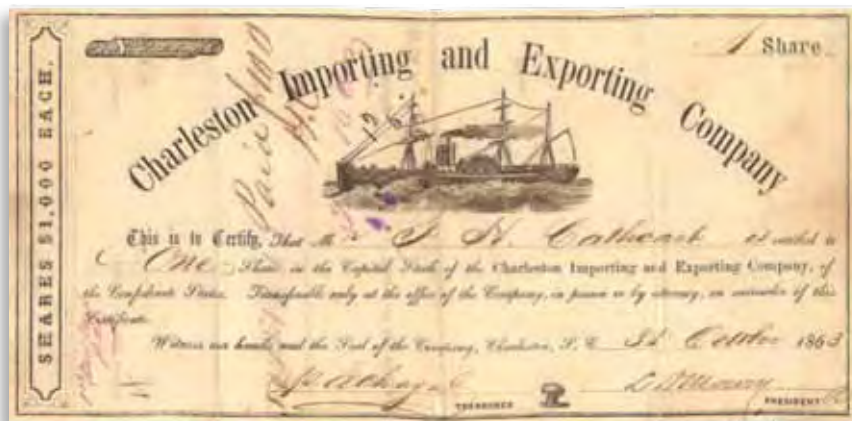 SHARES $1,000 EACH.
1 Share
Charleston Importing and Exporting Company
Paid
This is to Certify, That Mr. J. H. Cathcart is entitled to
One Share in the Capital Stock of the Charleston Importing and Exporting Company, of
the Confederate States. Transferable only at the office of the Company, in person or by attorney, on surrender of this
Certificate.
Witness our hands and the Seal of the Company, Charleston, S. C. October 1863
TREASURER
PRESIDENT